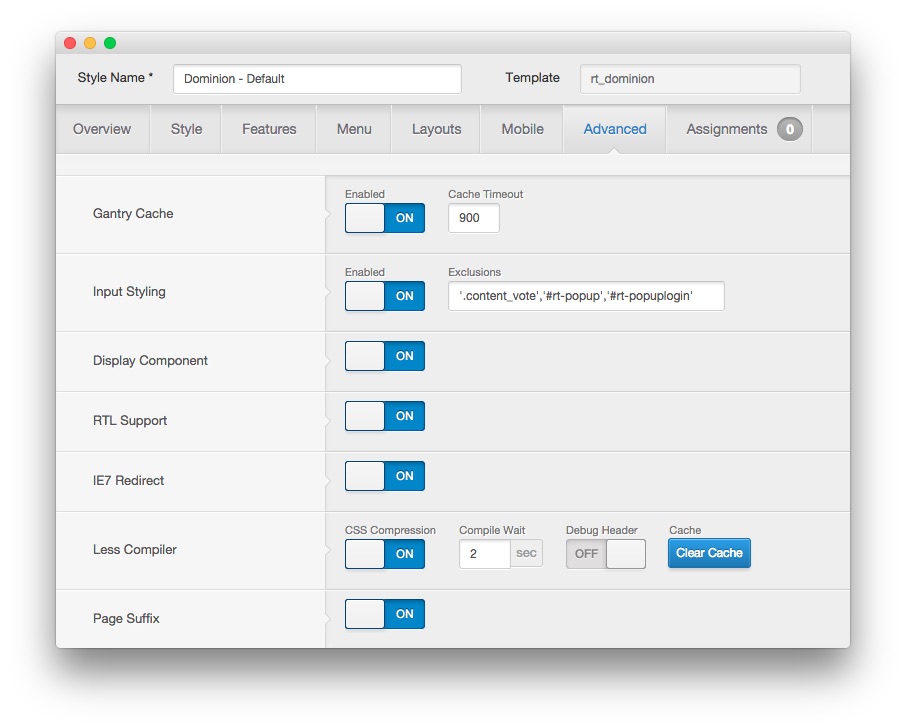 Style Name * Dominion - Default Template rt_dominion
Overview Style Features Menu Layouts Mobile Advanced Assignments 0
Enabled Cache Timeout
Gantry Cache ON 900
Enabled Exclusions
Input Styling ON '.content_vote','#rt-popup','#rt-popuplogin'
Display Component ON
RTL Support ON
IE7 Redirect ON
CSS Compression Compile Wait Debug Header Cache
Less Compiler ON 2 sec OFF Clear Cache
Page Suffix ON